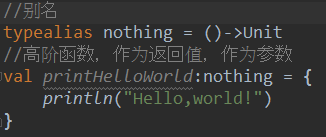 //别名
typealias nothing = ()->Unit
//高阶函数，作为返回值，作为参数
val printHelloWorld:nothing = {
    println("Hello,world!")
}